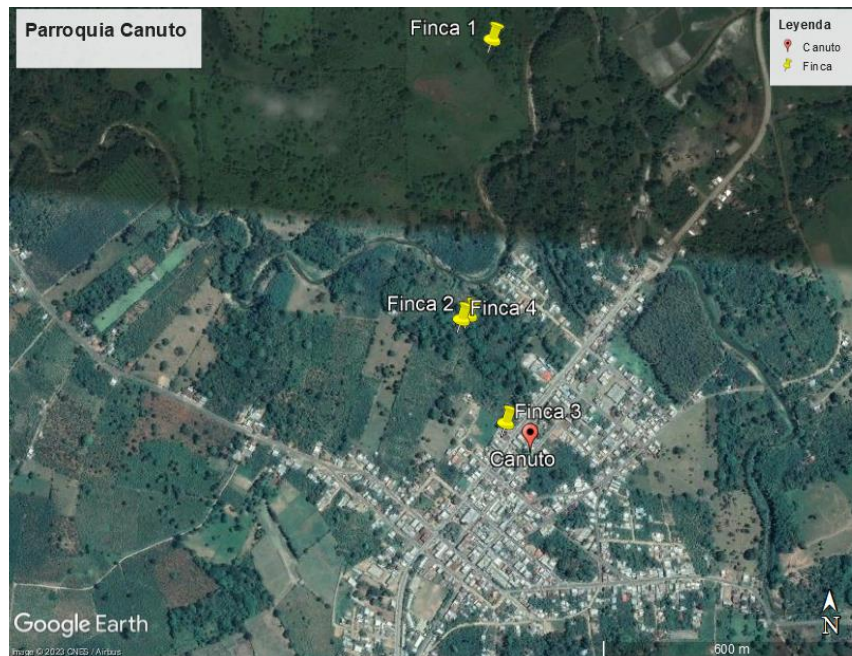 Parroquia Canuto
Leyenda
Canuto
Finca
Finca 1
Finca 2
Finca 4
Finca 3
Canuto
Google Earth
Image © 2023 CNES / Airbus
600 m
N